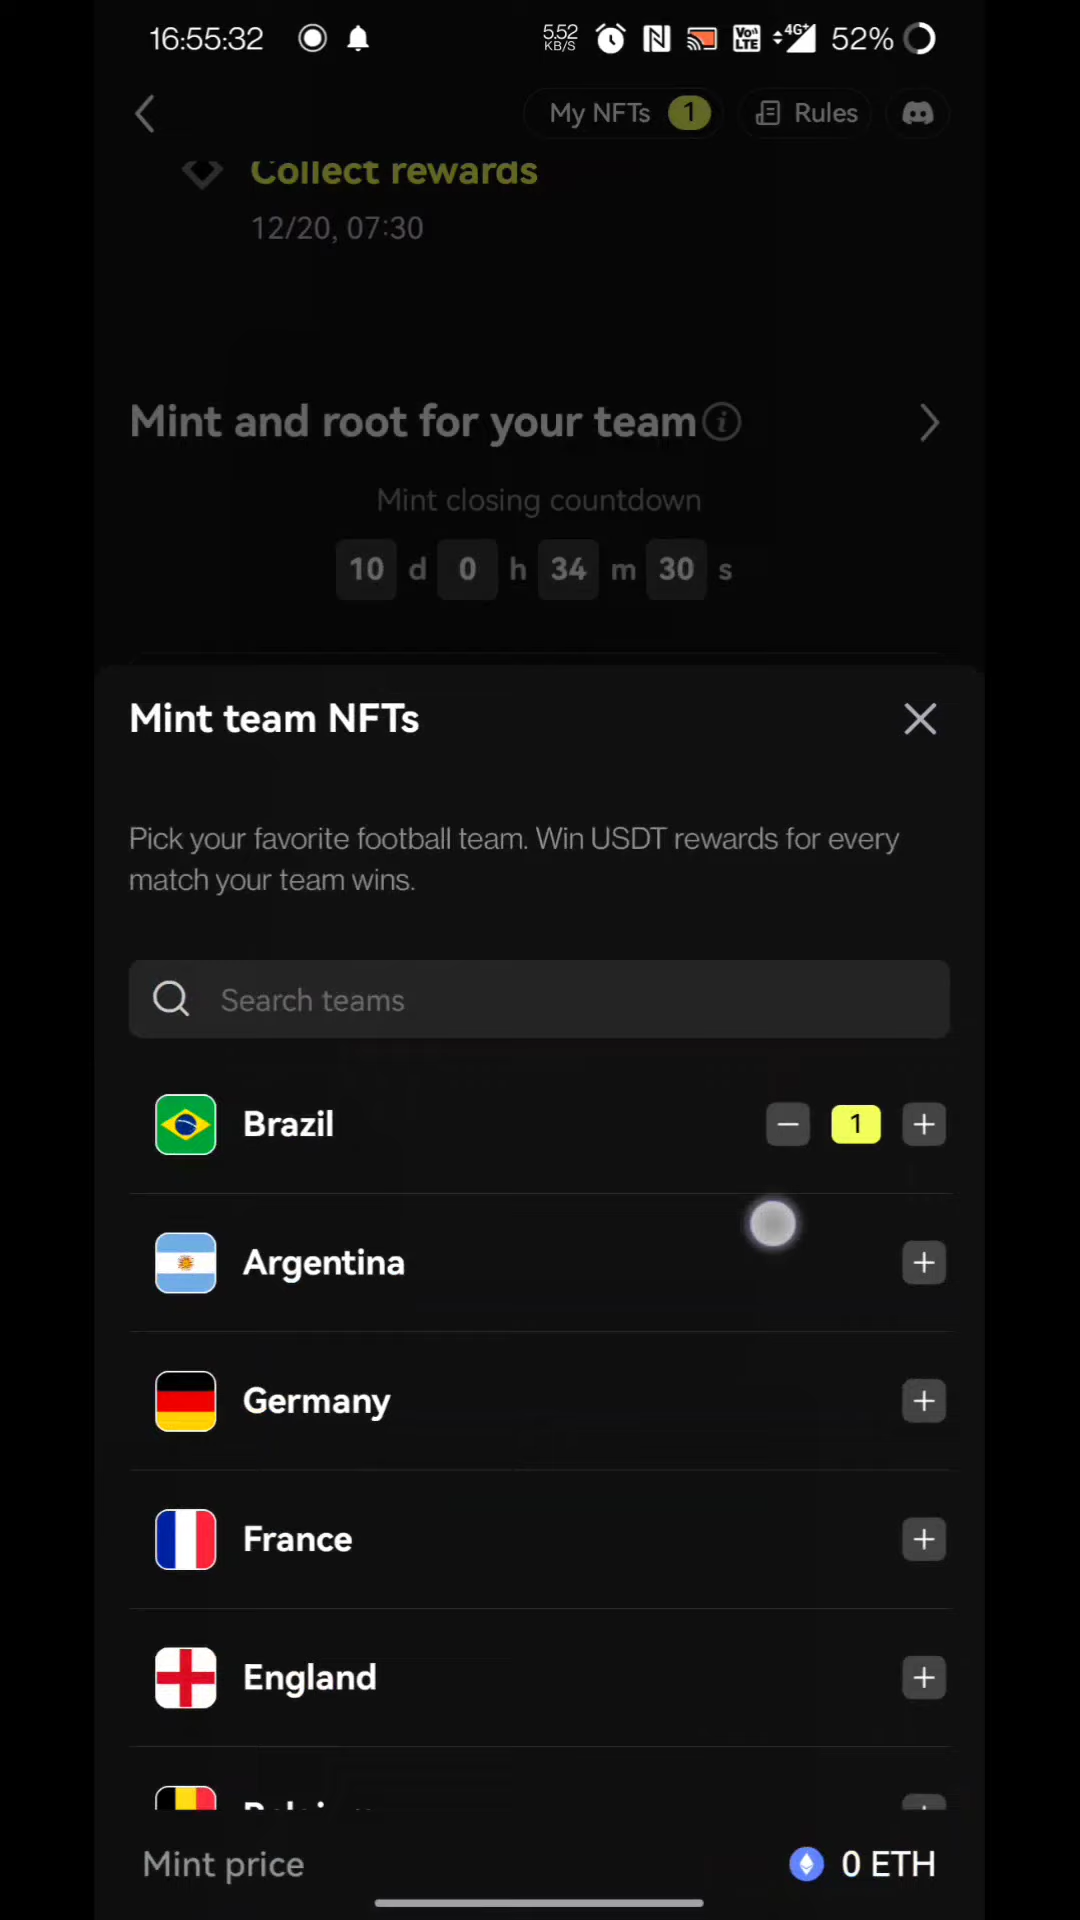 16:55:32 5.52 KB/S Vo)) LTE 4G+ 52%
My NFTs 1 Rules
Collect rewards
12/20, 07:30
Mint and root for your team
Mint closing countdown
10 d 0 h 34 m 30 s
Mint team NFTs
Pick your favorite football team. Win USDT rewards for every
match your team wins.
Search teams
Brazil 1
Argentina
Germany
France
England
Mint price 0 ETH